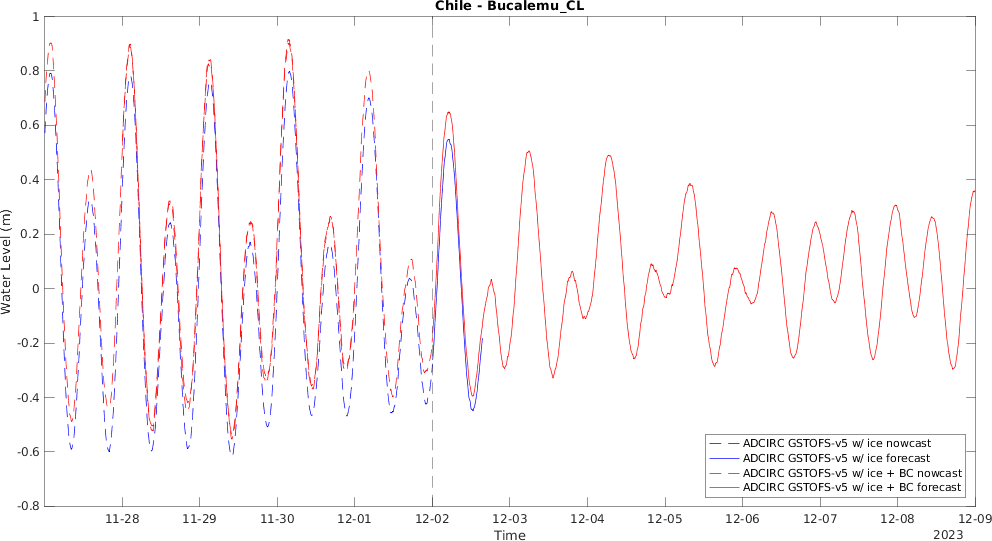 Chile - Bucalemu_CL
Water Level (m)
1
0.8
0.6
0.4
0.2
0
-0.2
-0.4
-0.6
-0.8
ADCIRC GSTOFS-v5 w/ ice nowcast
ADCIRC GSTOFS-v5 w/ ice forecast
ADCIRC GSTOFS-v5 w/ ice + BC nowcast
ADCIRC GSTOFS-v5 w/ ice + BC forecast
11-28 11-29 11-30 12-01 12-02 12-03 12-04 12-05 12-06 12-07 12-08 12-09
Time
2023